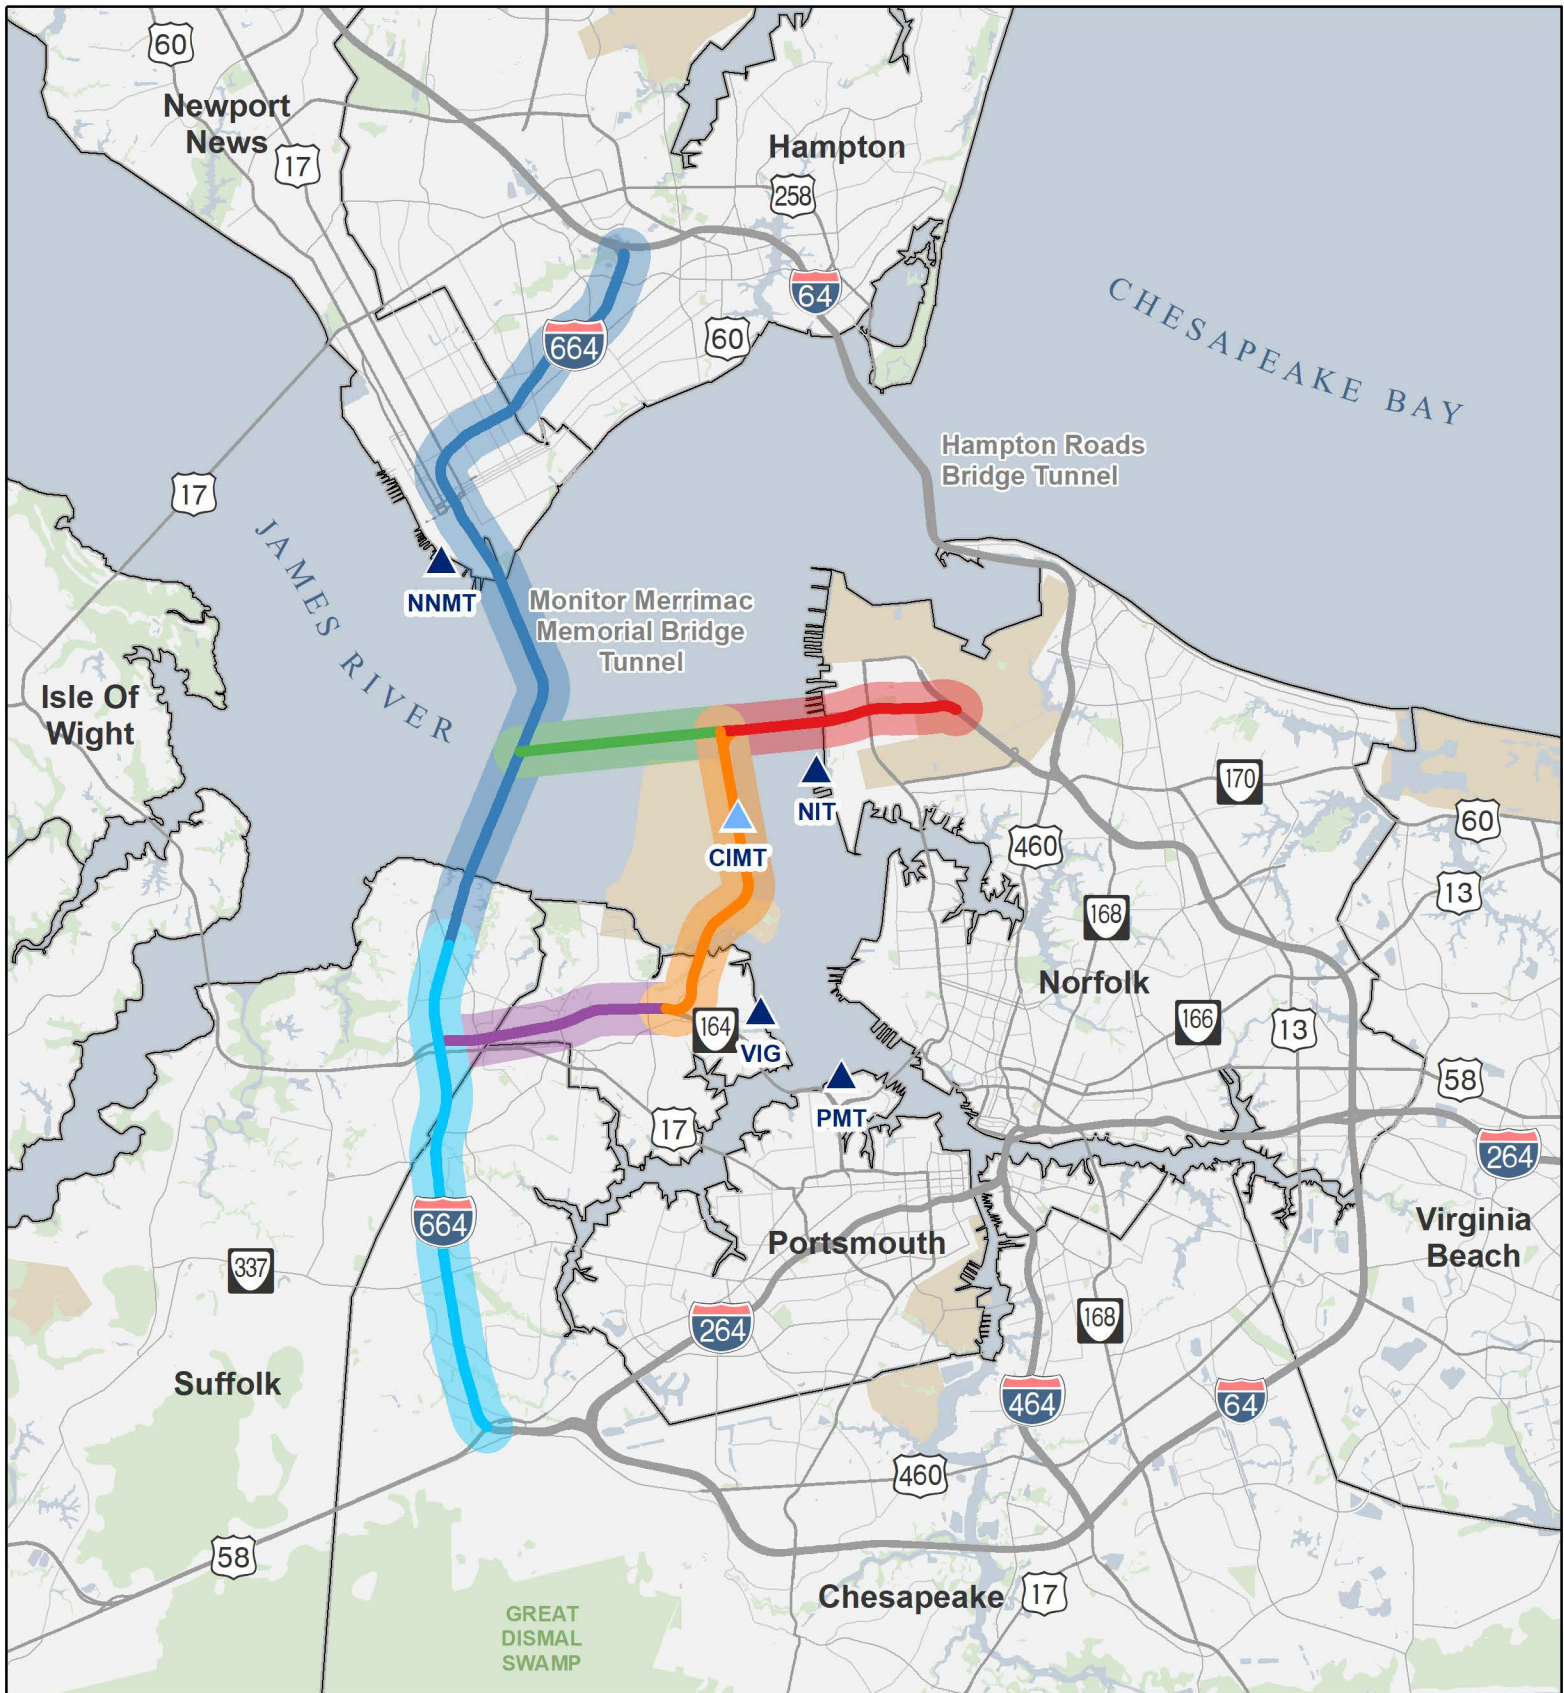 60
Newport
News
17
Hampton
258
64
664
60
CHESAPEAKE BAY
Hampton Roads
Bridge Tunnel
17
JAMES RIVER
NNMT
Monitor Merrimac
Memorial Bridge
Tunnel
Isle Of
Wight
NIT
170
60
460
CIMT
13
168
Norfolk
164
166
13
VIG
58
PMT
17
264
664
Portsmouth
Virginia
Beach
337
264
168
Suffolk
464
64
460
58
Chesapeake
17
GREAT
DISMAL
SWAMP